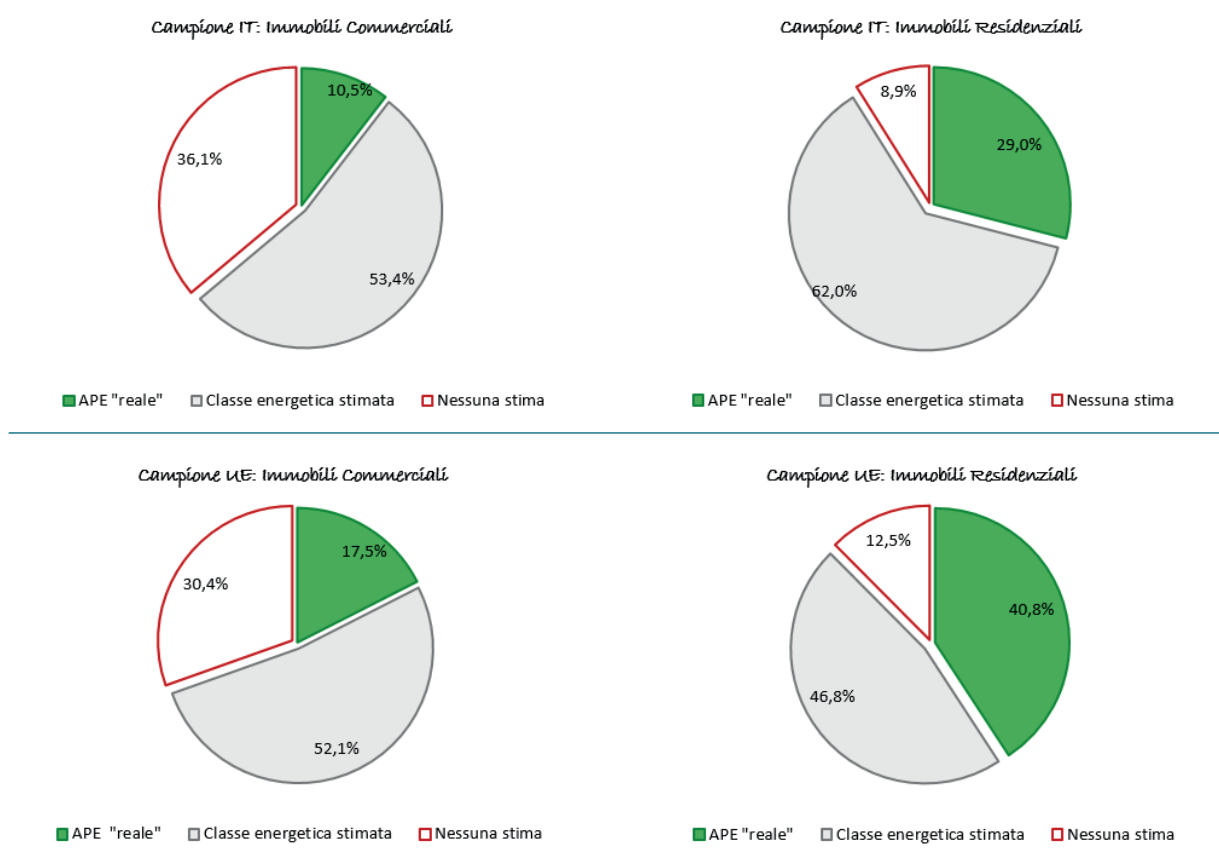 Campione IT: Immobili Commerciali
10,5%
36,1%
53,4%
APE "reale" Classe energetica stimata Nessuna stima
Campione IT: Immobili Residenziali
8,9%
29,0%
62,0%
APE "reale" Classe energetica stimata Nessuna stima
Campione UE: Immobili Commerciali
17,5%
30,4%
52,1%
APE "reale" Classe energetica stimata Nessuna stima
Campione UE: Immobili Residenziali
12,5%
40,8%
46,8%
APE "reale" Classe energetica stimata Nessuna stima